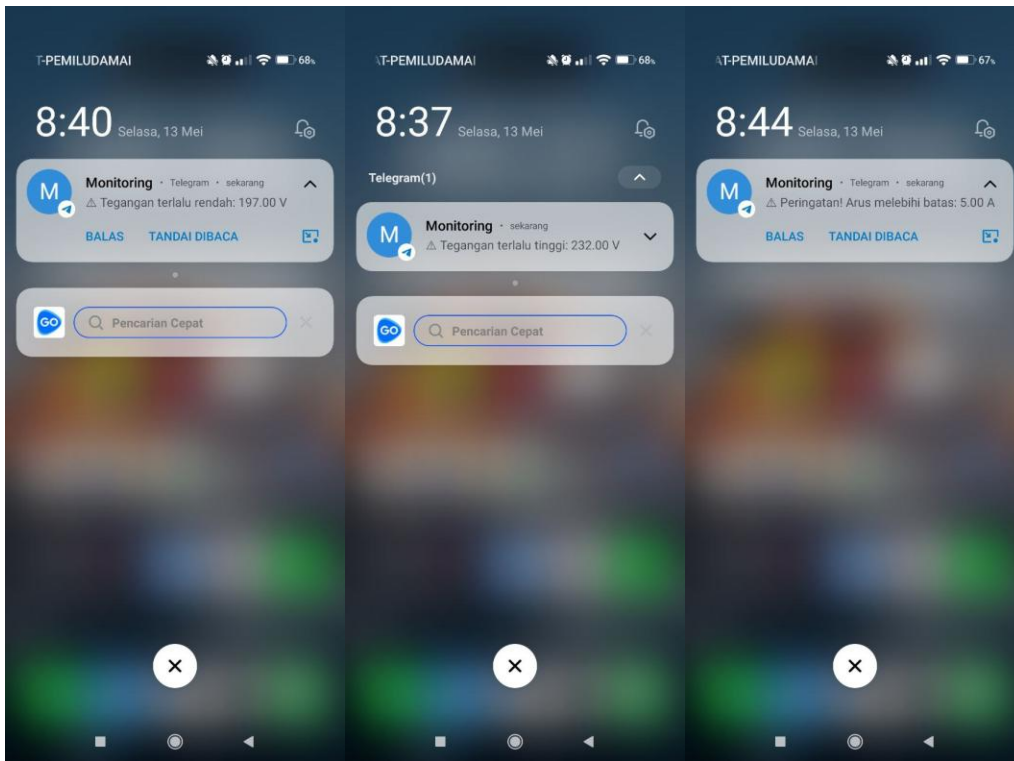 T-PEMILUDAMAI
68%
8:40 Selasa, 13 Mei
M
Monitoring · Telegram · sekarang
⚠ Tegangan terlalu rendah: 197.00 V
BALAS TANDAI DIBACA
GO
Pencarian Cepat
T-PEMILUDAMAI
68%
8:37 Selasa, 13 Mei
Telegram(1)
M
Monitoring · sekarang
⚠ Tegangan terlalu tinggi: 232.00 V
GO
Pencarian Cepat
AT-PEMILUDAMAI
67%
8:44 Selasa, 13 Mei
M
Monitoring · Telegram · sekarang
⚠ Peringatan! Arus melebihi batas: 5.00 A
BALAS TANDAI DIBACA